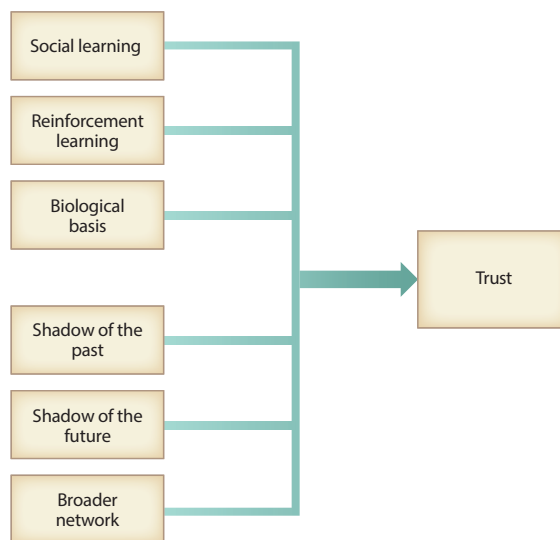 Social learning
Reinforcement
learning
Biological
basis
Shadow of the
past
Shadow of the
future
Broader
network
Trust